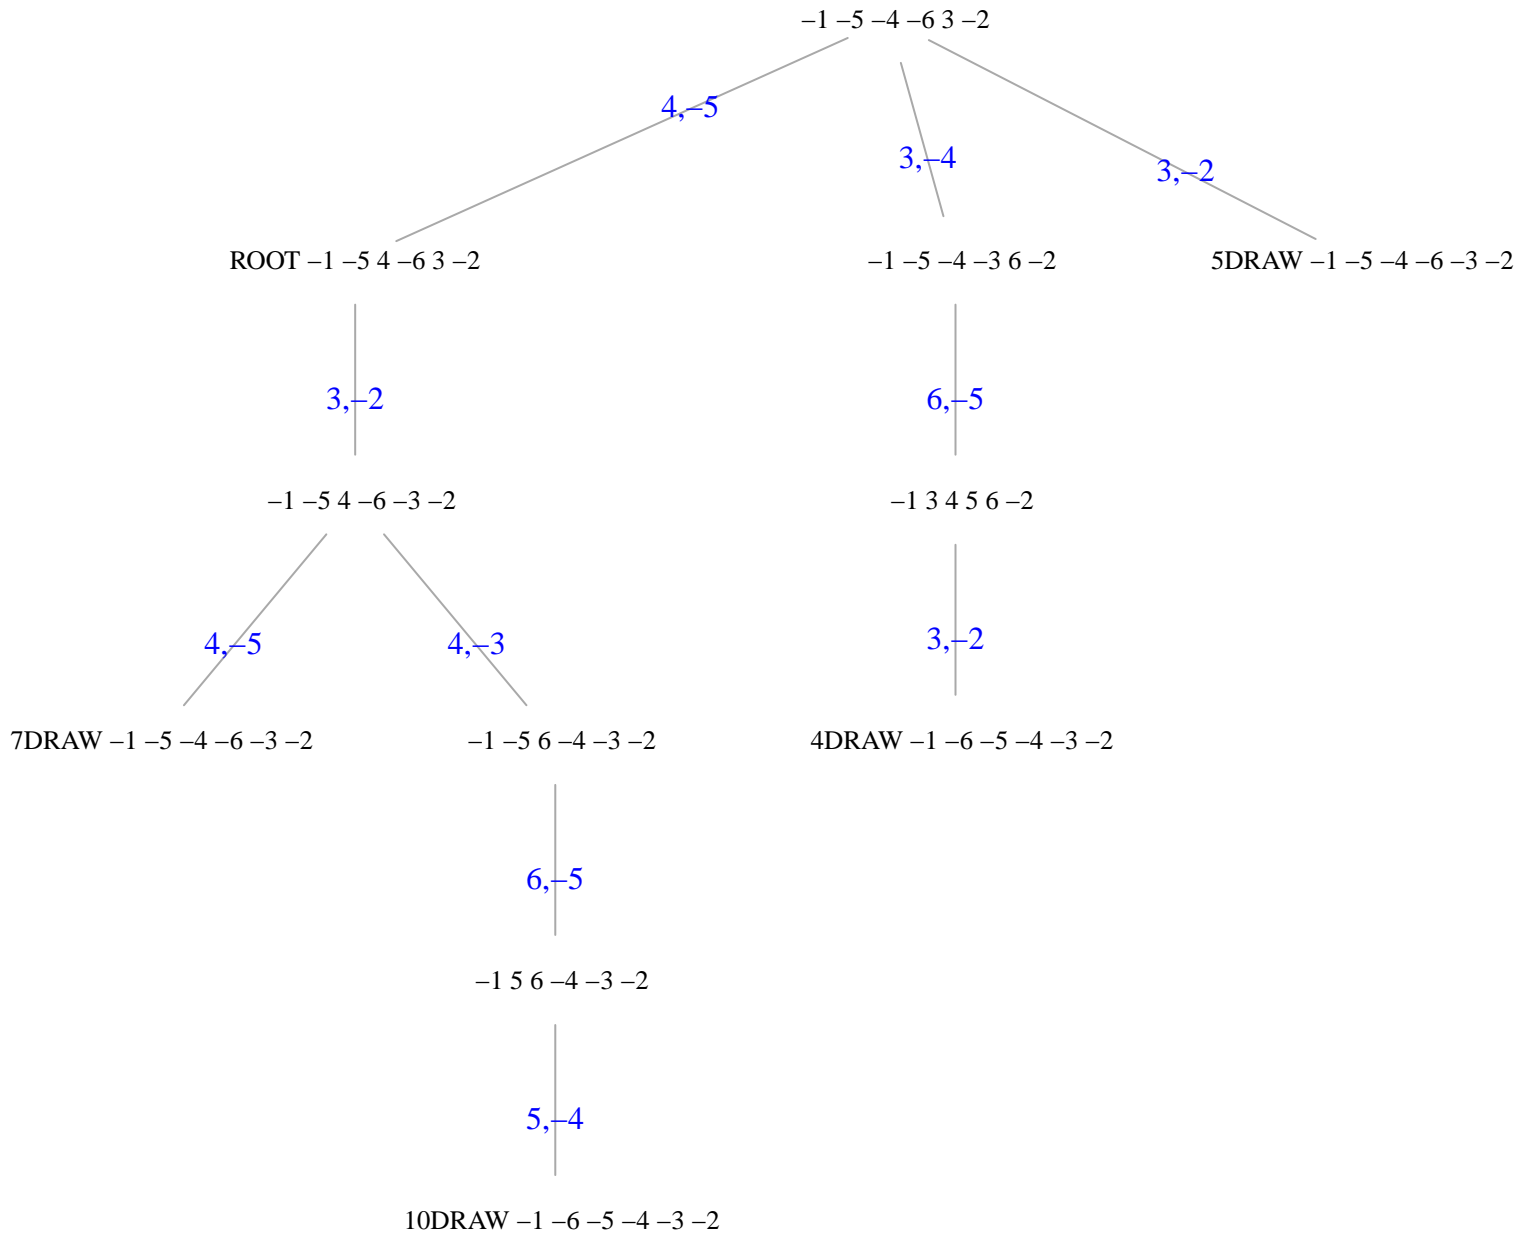 –1 –5 –4 –6 3 –2
4,–5
3,–4
3,–2
ROOT –1 –5 4 –6 3 –2
–1 –5 –4 –3 6 –2
5DRAW –1 –5 –4 –6 –3 –2
3,–2
6,–5
–1 –5 4 –6 –3 –2
–1 3 4 5 6 –2
4,–5
4,–3
3,–2
7DRAW –1 –5 –4 –6 –3 –2
–1 –5 6 –4 –3 –2
4DRAW –1 –6 –5 –4 –3 –2
6,–5
–1 5 6 –4 –3 –2
5,–4
10DRAW –1 –6 –5 –4 –3 –2